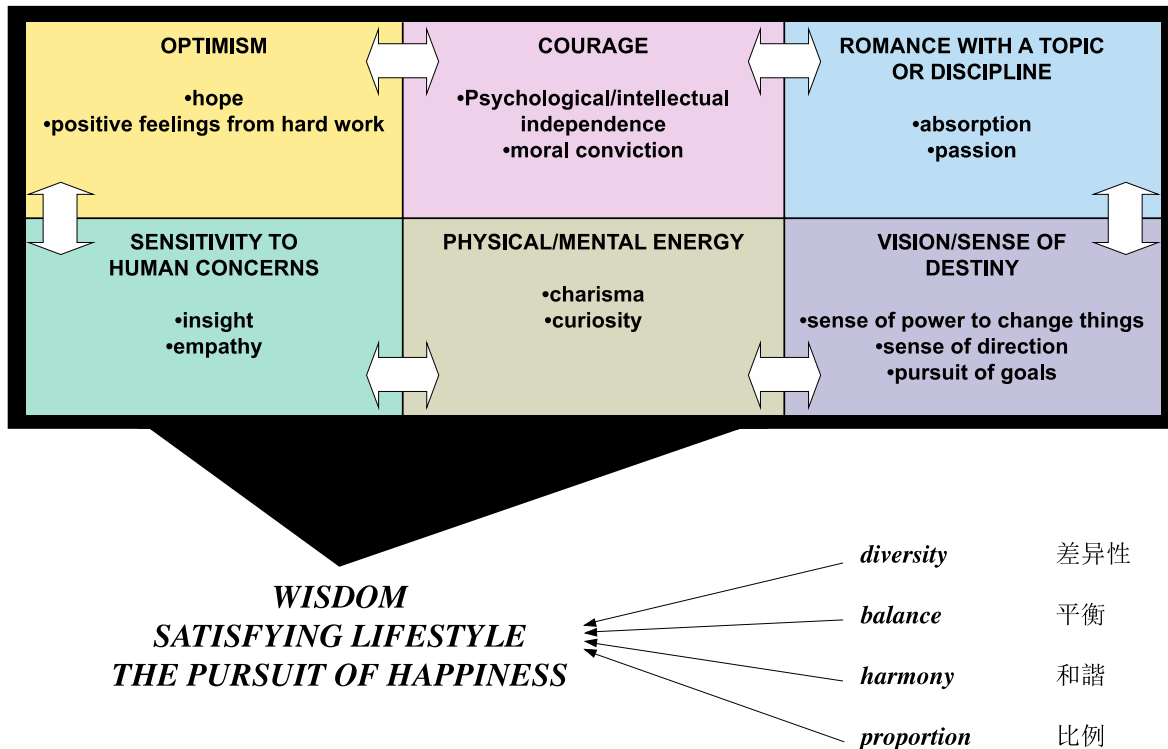 OPTIMISM
•hope
•positive feelings from hard work
COURAGE
•Psychological/intellectual
independence
•moral conviction
ROMANCE WITH A TOPIC
OR DISCIPLINE
•absorption
•passion
SENSITIVITY TO
HUMAN CONCERNS
•insight
•empathy
PHYSICAL/MENTAL ENERGY
•charisma
•curiosity
VISION/SENSE OF
DESTINY
•sense of power to change things
•sense of direction
•pursuit of goals
WISDOM
SATISFYING LIFESTYLE
THE PURSUIT OF HAPPINESS
diversity 差异性
balance 平衡
harmony 和諧
proportion 比例